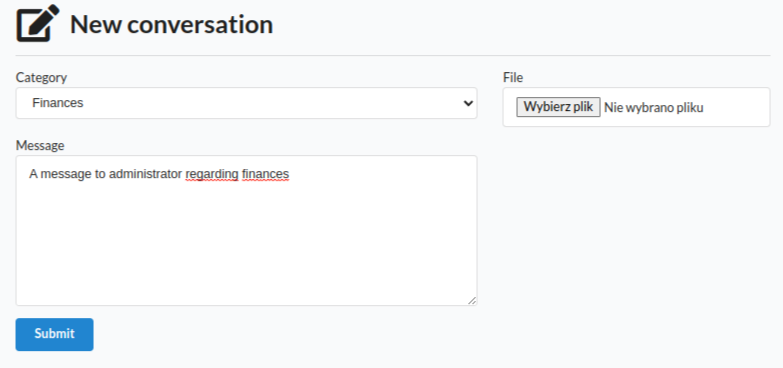 New conversation
Category
Finances
Message
A message to administrator regarding finances
Submit
File
Wybierz plik Nie wybrano pliku